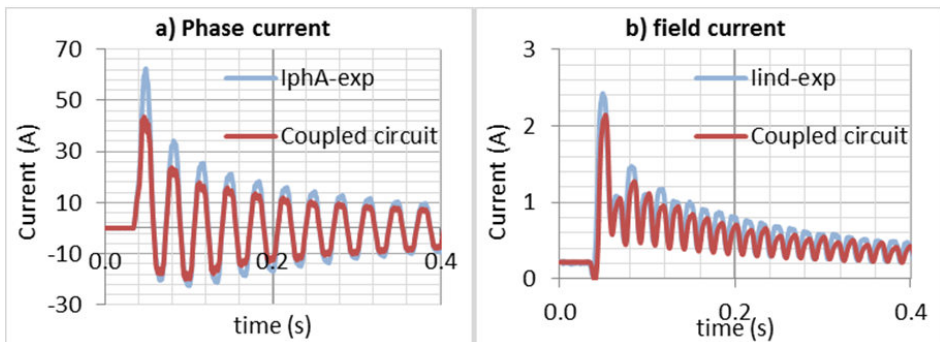 a) Phase current
70
50
30
10
-10
-30
Current (A)
IphA-exp
Coupled circuit
0.0
0.2
0.4
time (s)
b) field current
3
2
1
0
Current (A)
Iind-exp
Coupled circuit
0.0
0.2
0.4
time (s)